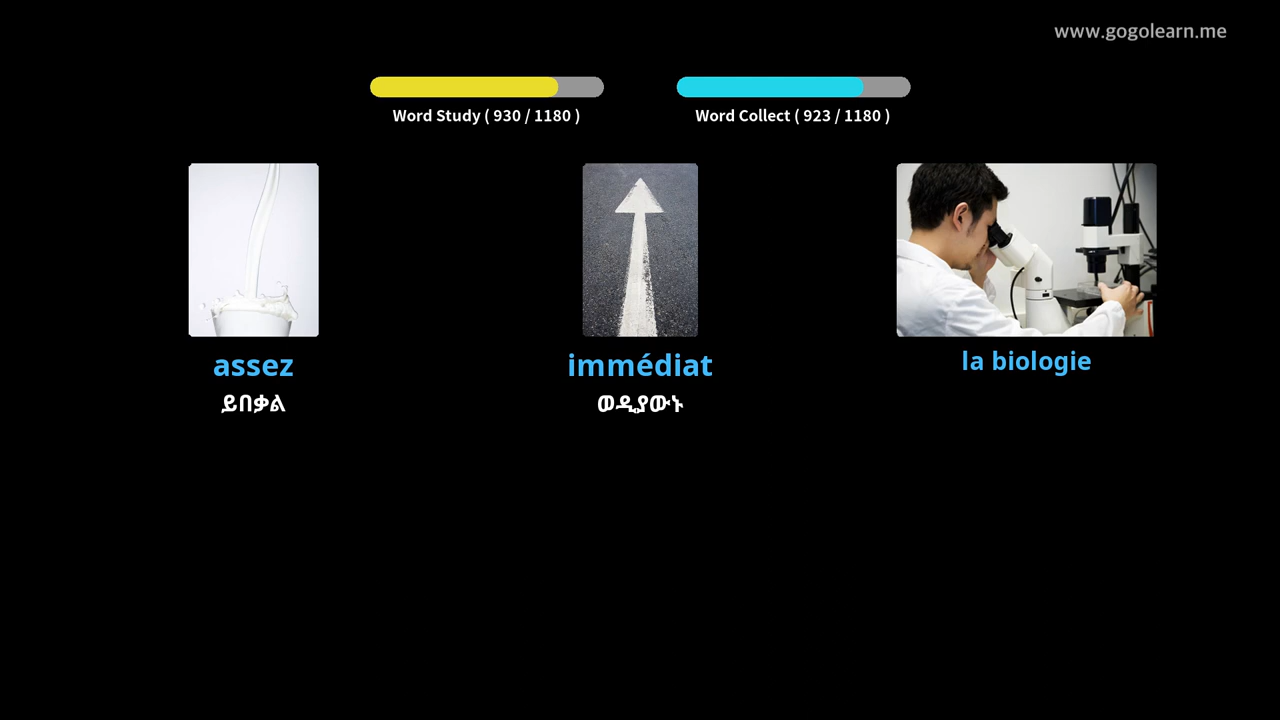 www.gogolearn.me
Word Study ( 930 / 1180 )
Word Collect ( 923 / 1180 )
assez
immédiat
la biologie
ይበቃል
ወዲያውኑ